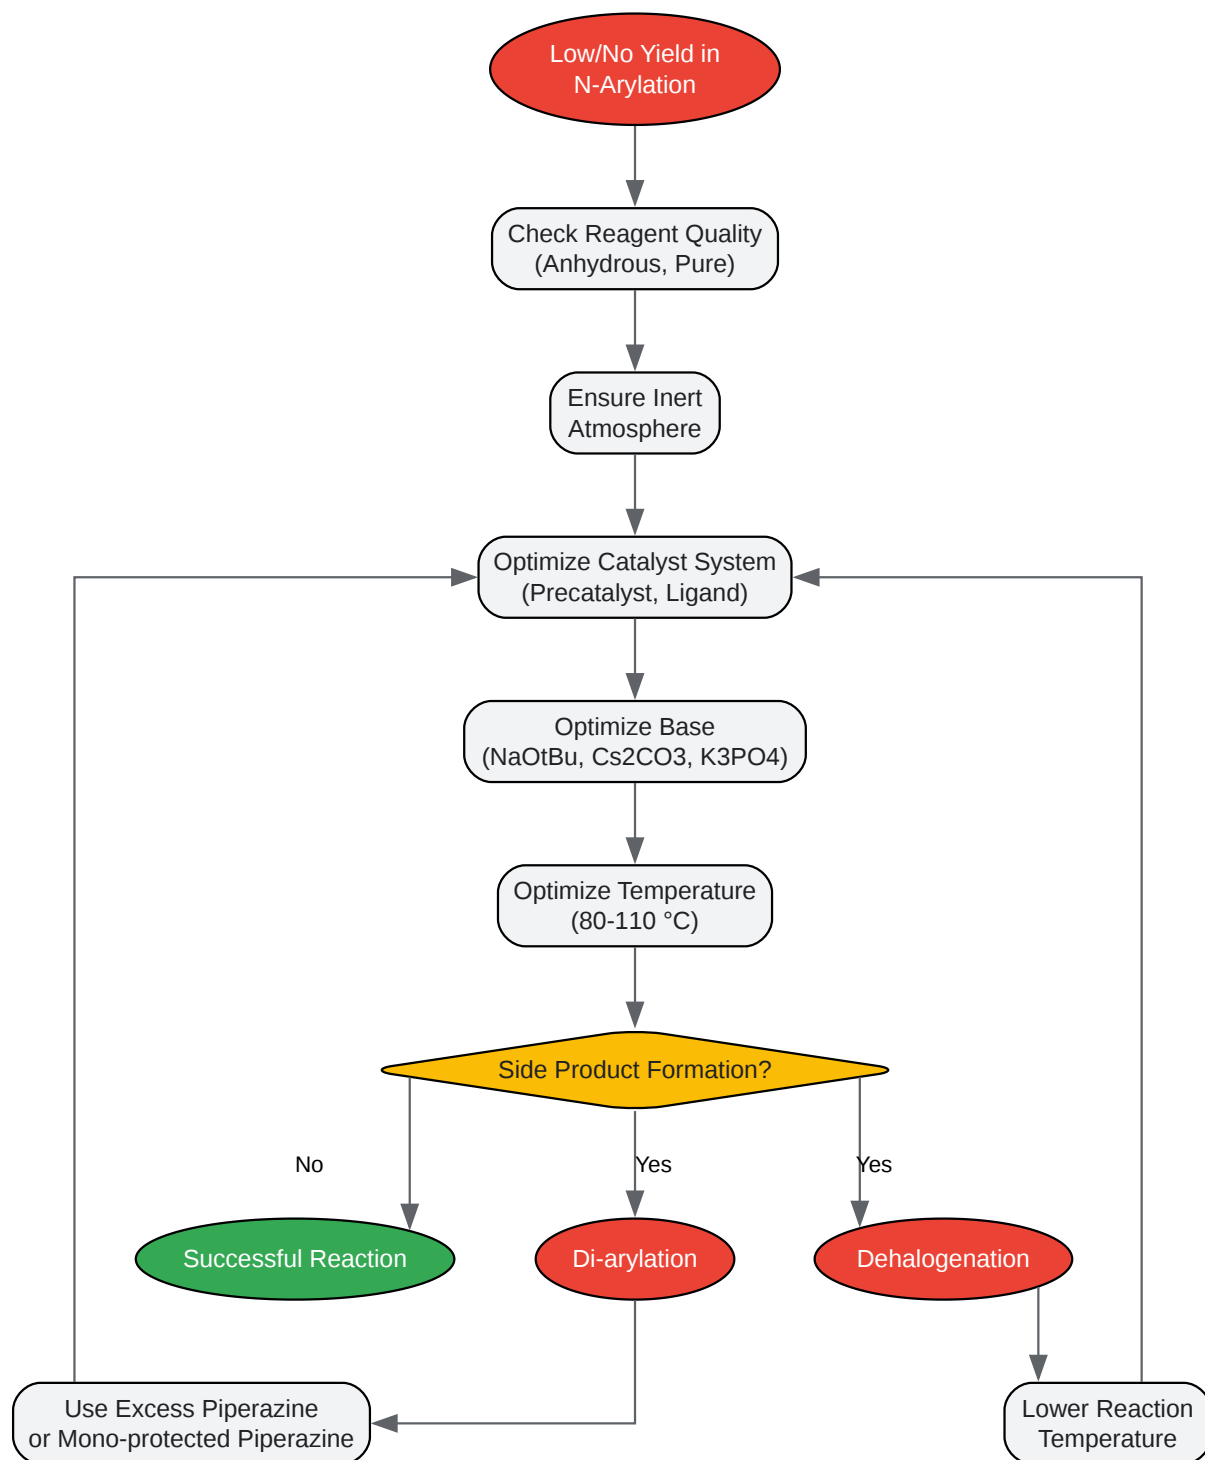 Low/No Yield in
N-Arylation
Check Reagent Quality
(Anhydrous, Pure)
Ensure Inert
Atmosphere
Optimize Catalyst System
(Precatalyst, Ligand)
Optimize Base
(NaOtBu, Cs2CO3, K3PO4)
Optimize Temperature
(80-110 °C)
Side Product Formation?
No
Yes
Yes
Successful Reaction
Di-arylation
Dehalogenation
Use Excess Piperazine
or Mono-protected Piperazine
Lower Reaction
Temperature